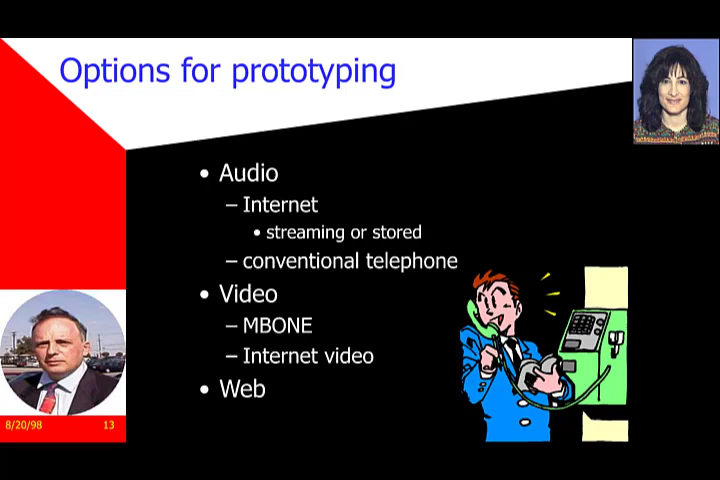 Options for prototyping
• Audio
– Internet
• streaming or stored
– conventional telephone
• Video
– MBONE
– Internet video
• Web
8/20/98 13